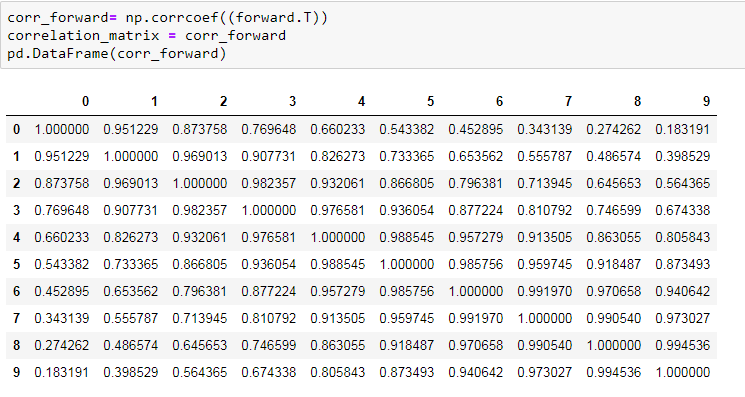 corr_forward= np.corrcoef((forward.T))
correlation_matrix = corr_forward
pd.DataFrame(corr_forward)
0 1 2 3 4 5 6 7 8 9
0 1.000000 0.951229 0.873758 0.769648 0.660233 0.543382 0.452895 0.343139 0.274262 0.183191
1 0.951229 1.000000 0.969013 0.907731 0.826273 0.733365 0.653562 0.555787 0.486574 0.398529
2 0.873758 0.969013 1.000000 0.982357 0.932061 0.866805 0.796381 0.713945 0.645653 0.564365
3 0.769648 0.907731 0.982357 1.000000 0.976581 0.936054 0.877224 0.810792 0.746599 0.674338
4 0.660233 0.826273 0.932061 0.976581 1.000000 0.988545 0.957279 0.913505 0.863055 0.805843
5 0.543382 0.733365 0.866805 0.936054 0.988545 1.000000 0.985756 0.959745 0.918487 0.873493
6 0.452895 0.653562 0.796381 0.877224 0.957279 0.985756 1.000000 0.991970 0.970658 0.940642
7 0.343139 0.555787 0.713945 0.810792 0.913505 0.959745 0.991970 1.000000 0.990540 0.973027
8 0.274262 0.486574 0.645653 0.746599 0.863055 0.918487 0.970658 0.990540 1.000000 0.994536
9 0.183191 0.398529 0.564365 0.674338 0.805843 0.873493 0.940642 0.973027 0.994536 1.000000